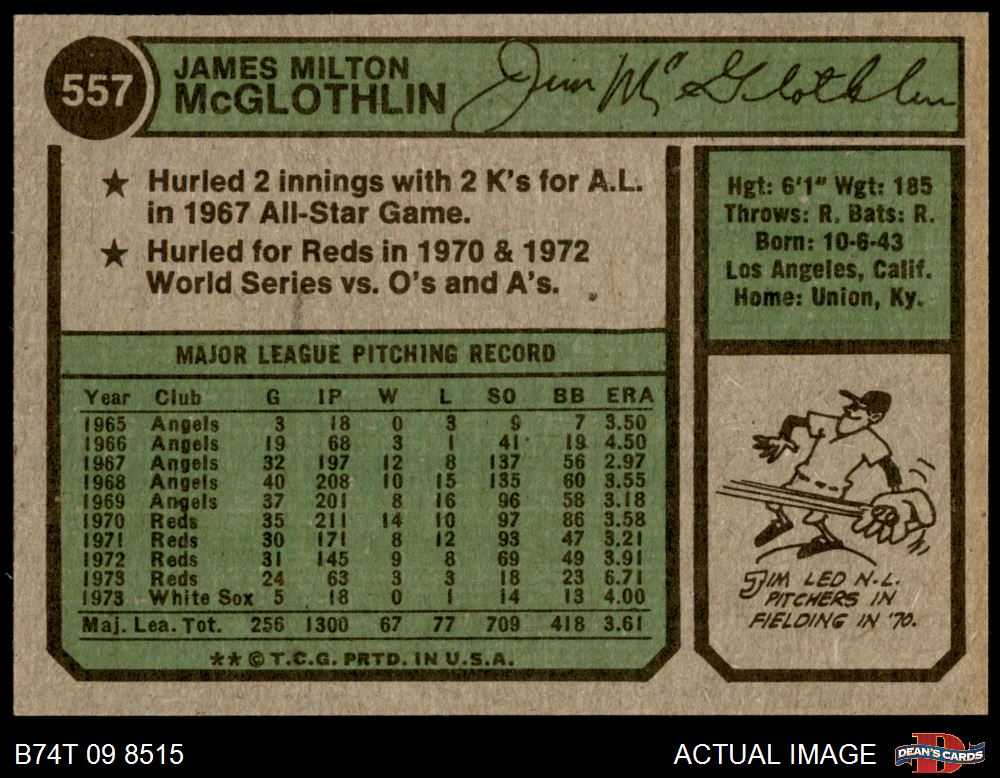 557
JAMES MILTON
McGLOTHLIN
Jim McGlothlin
★ Hurled 2 innings with 2 K's for A.L.
in 1967 All-Star Game.
★ Hurled for Reds in 1970 & 1972
World Series vs. O's and A's.
Hgt: 6'1" Wgt: 185
Throws: R. Bats: R.
Born: 10-6-43
Los Angeles, Calif.
Home: Union, Ky.
MAJOR LEAGUE PITCHING RECORD
Year Club G IP W L SO BB ERA
1965 Angels 3 18 0 3 9 7 3.50
1966 Angels 19 68 3 1 41 19 4.50
1967 Angels 32 197 12 8 137 56 2.97
1968 Angels 40 208 10 15 135 60 3.55
1969 Angels 37 201 8 16 96 58 3.18
1970 Reds 35 211 14 10 97 86 3.58
1971 Reds 30 171 8 12 93 47 3.21
1972 Reds 31 145 9 8 69 49 3.91
1973 Reds 24 63 3 3 18 23 6.71
1973 White Sox 5 18 0 1 14 13 4.00
Maj. Lea. Tot. 256 1300 67 77 709 418 3.61
** © T.C.G. PRTD. IN U.S.A.
JIM LED N.L.
PITCHERS IN
FIELDING IN '70.
B74T 09 8515
ACTUAL IMAGE
DEAN'S CARDS